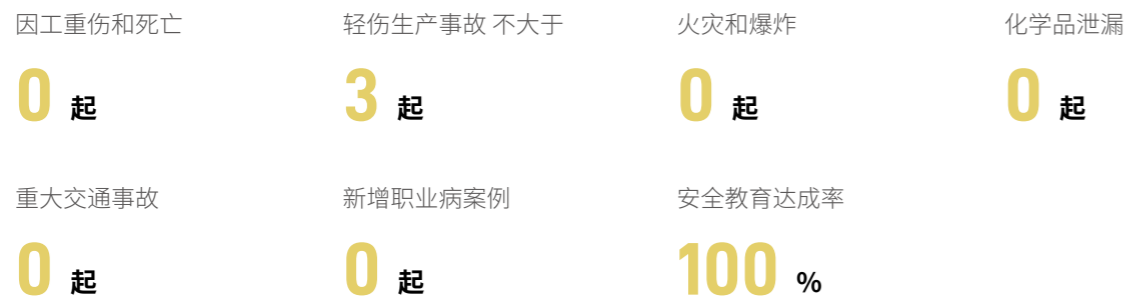 因工重伤和死亡
0 起
轻伤生产事故 不大于
3 起
火灾和爆炸
0 起
化学品泄漏
0 起
重大交通事故
0 起
新增职业病案例
0 起
安全教育达成率
100 %